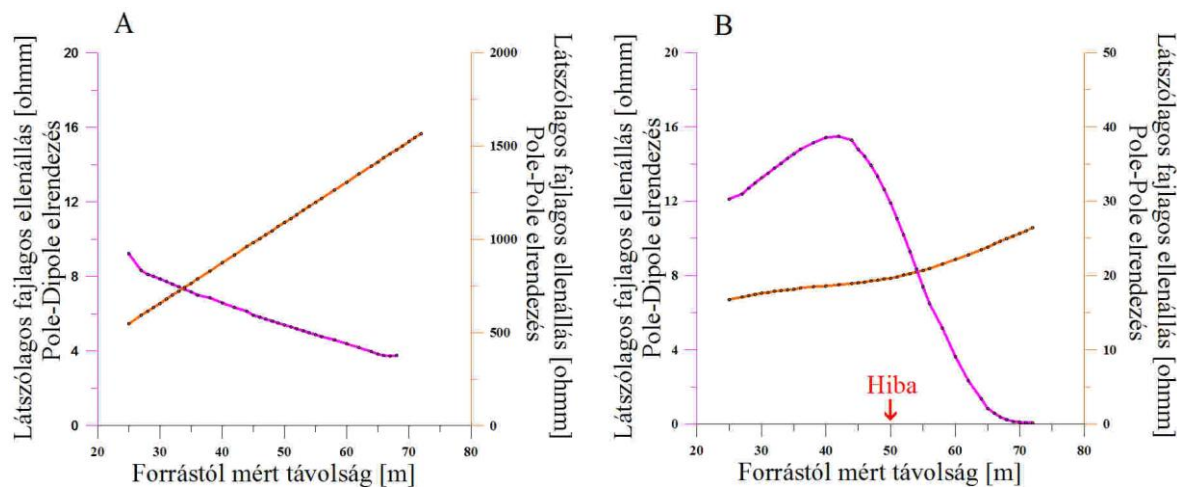 A
Látszólagos fajlagos ellenállás [ohmm]
Pole-Dipole elrendezés
20
16
12
8
4
0
2000
1500
1000
500
0
Látszólagos fajlagos ellenállás [ohmm]
Pole-Pole elrendezés
20 30 40 50 60 70 80
Forrástól mért távolság [m]
B
Látszólagos fajlagos ellenállás [ohmm]
Pole-Dipole elrendezés
20
16
12
8
4
0
50
40
30
20
10
0
Látszólagos fajlagos ellenállás [ohmm]
Pole-Pole elrendezés
Hiba
20 30 40 50 60 70 80
Forrástól mért távolság [m]